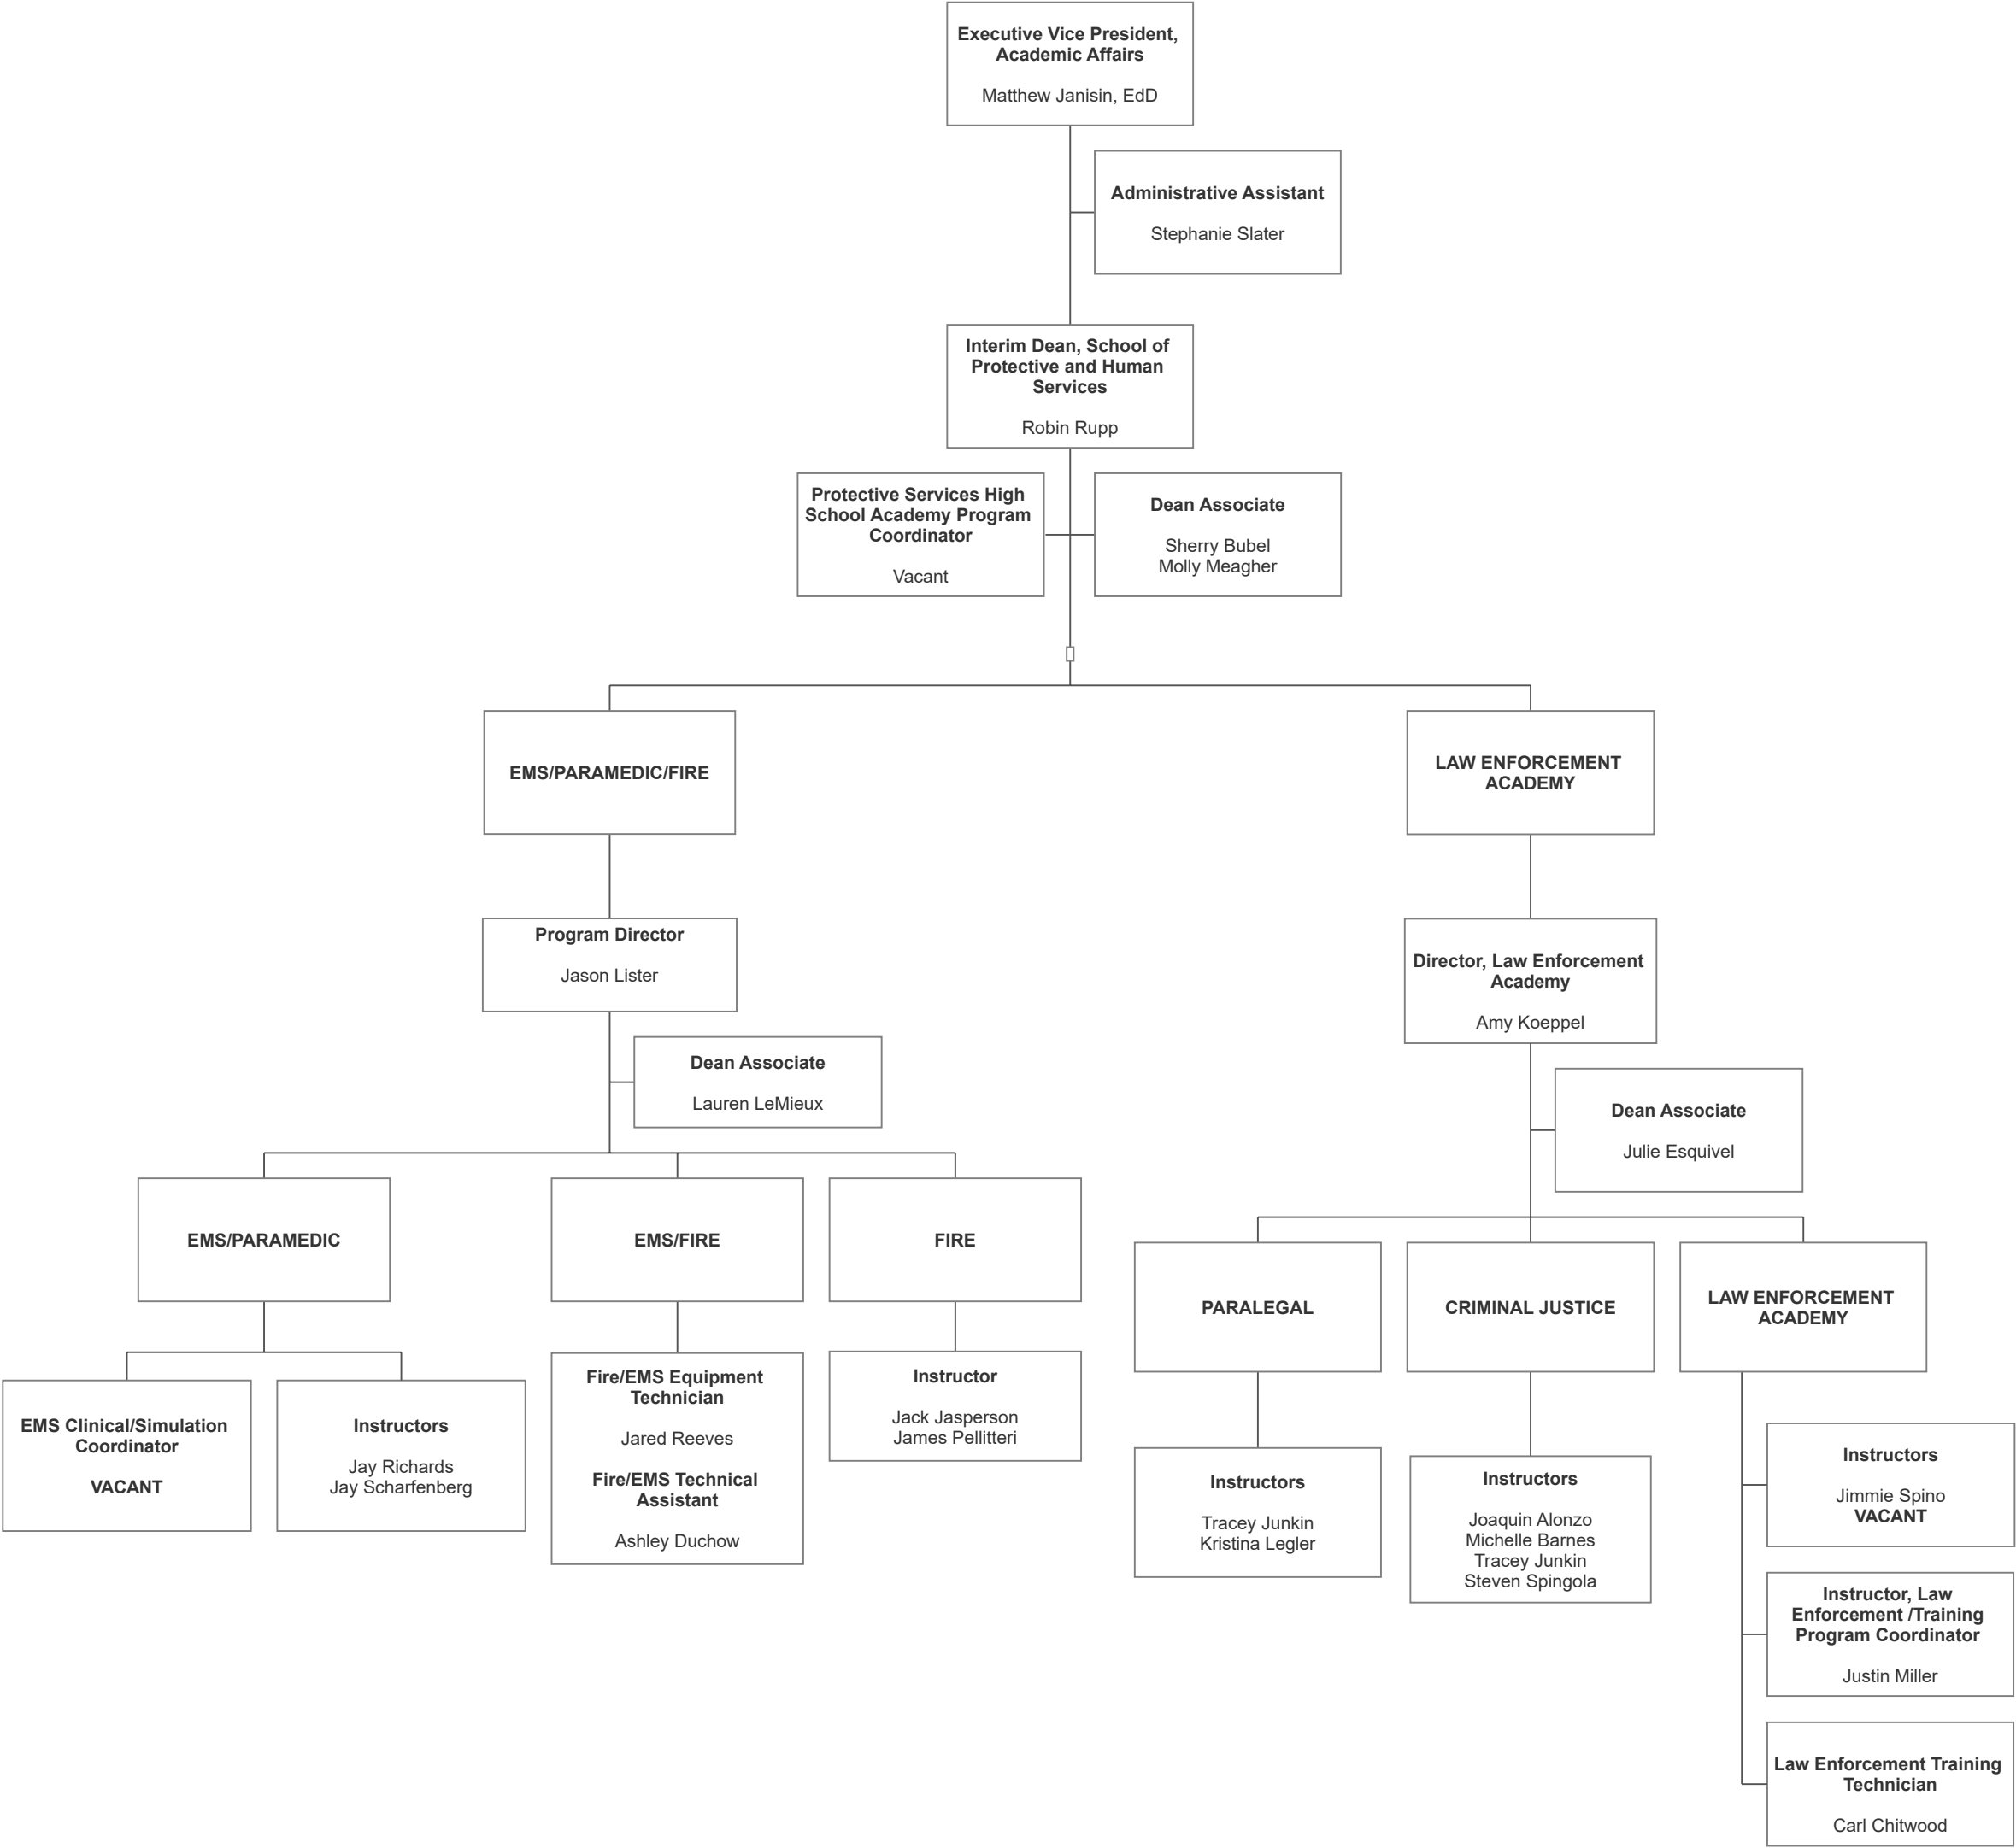 Executive Vice President,
Academic Affairs
Matthew Janisin, EdD
Administrative Assistant
Stephanie Slater
Interim Dean, School of
Protective and Human
Services
Robin Rupp
Protective Services High
School Academy Program
Coordinator
Vacant
Dean Associate
Sherry Bubel
Molly Meagher
EMS/PARAMEDIC/FIRE
LAW ENFORCEMENT
ACADEMY
Program Director
Jason Lister
Director, Law Enforcement
Academy
Amy Koeppel
Dean Associate
Lauren LeMieux
Dean Associate
Julie Esquivel
EMS/PARAMEDIC
EMS/FIRE
FIRE
PARALEGAL
CRIMINAL JUSTICE
LAW ENFORCEMENT
ACADEMY
EMS Clinical/Simulation
Coordinator
VACANT
Instructors
Jay Richards
Jay Scharfenberg
Fire/EMS Equipment
Technician
Jared Reeves
Fire/EMS Technical
Assistant
Ashley Duchow
Instructor
Jack Jasperson
James Pellitteri
Instructors
Tracey Junkin
Kristina Legler
Instructors
Joaquin Alonzo
Michelle Barnes
Tracey Junkin
Steven Spingola
Instructors
Jimmie Spino
VACANT
Instructor, Law
Enforcement /Training
Program Coordinator
Justin Miller
Law Enforcement Training
Technician
Carl Chitwood